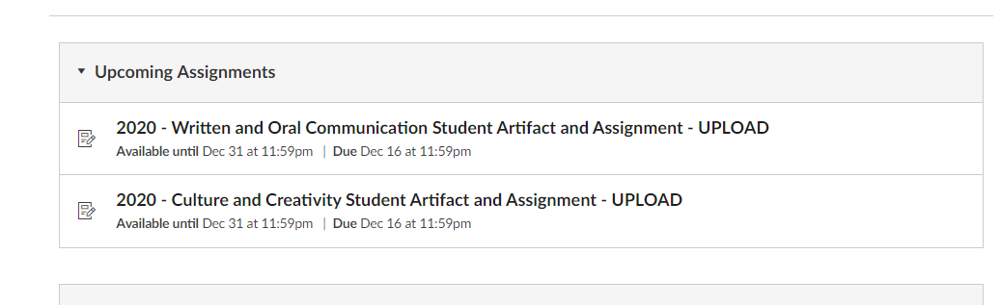 Upcoming Assignments
2020 - Written and Oral Communication Student Artifact and Assignment - UPLOAD
Available until Dec 31 at 11:59pm | Due Dec 16 at 11:59pm
2020 - Culture and Creativity Student Artifact and Assignment - UPLOAD
Available until Dec 31 at 11:59pm | Due Dec 16 at 11:59pm